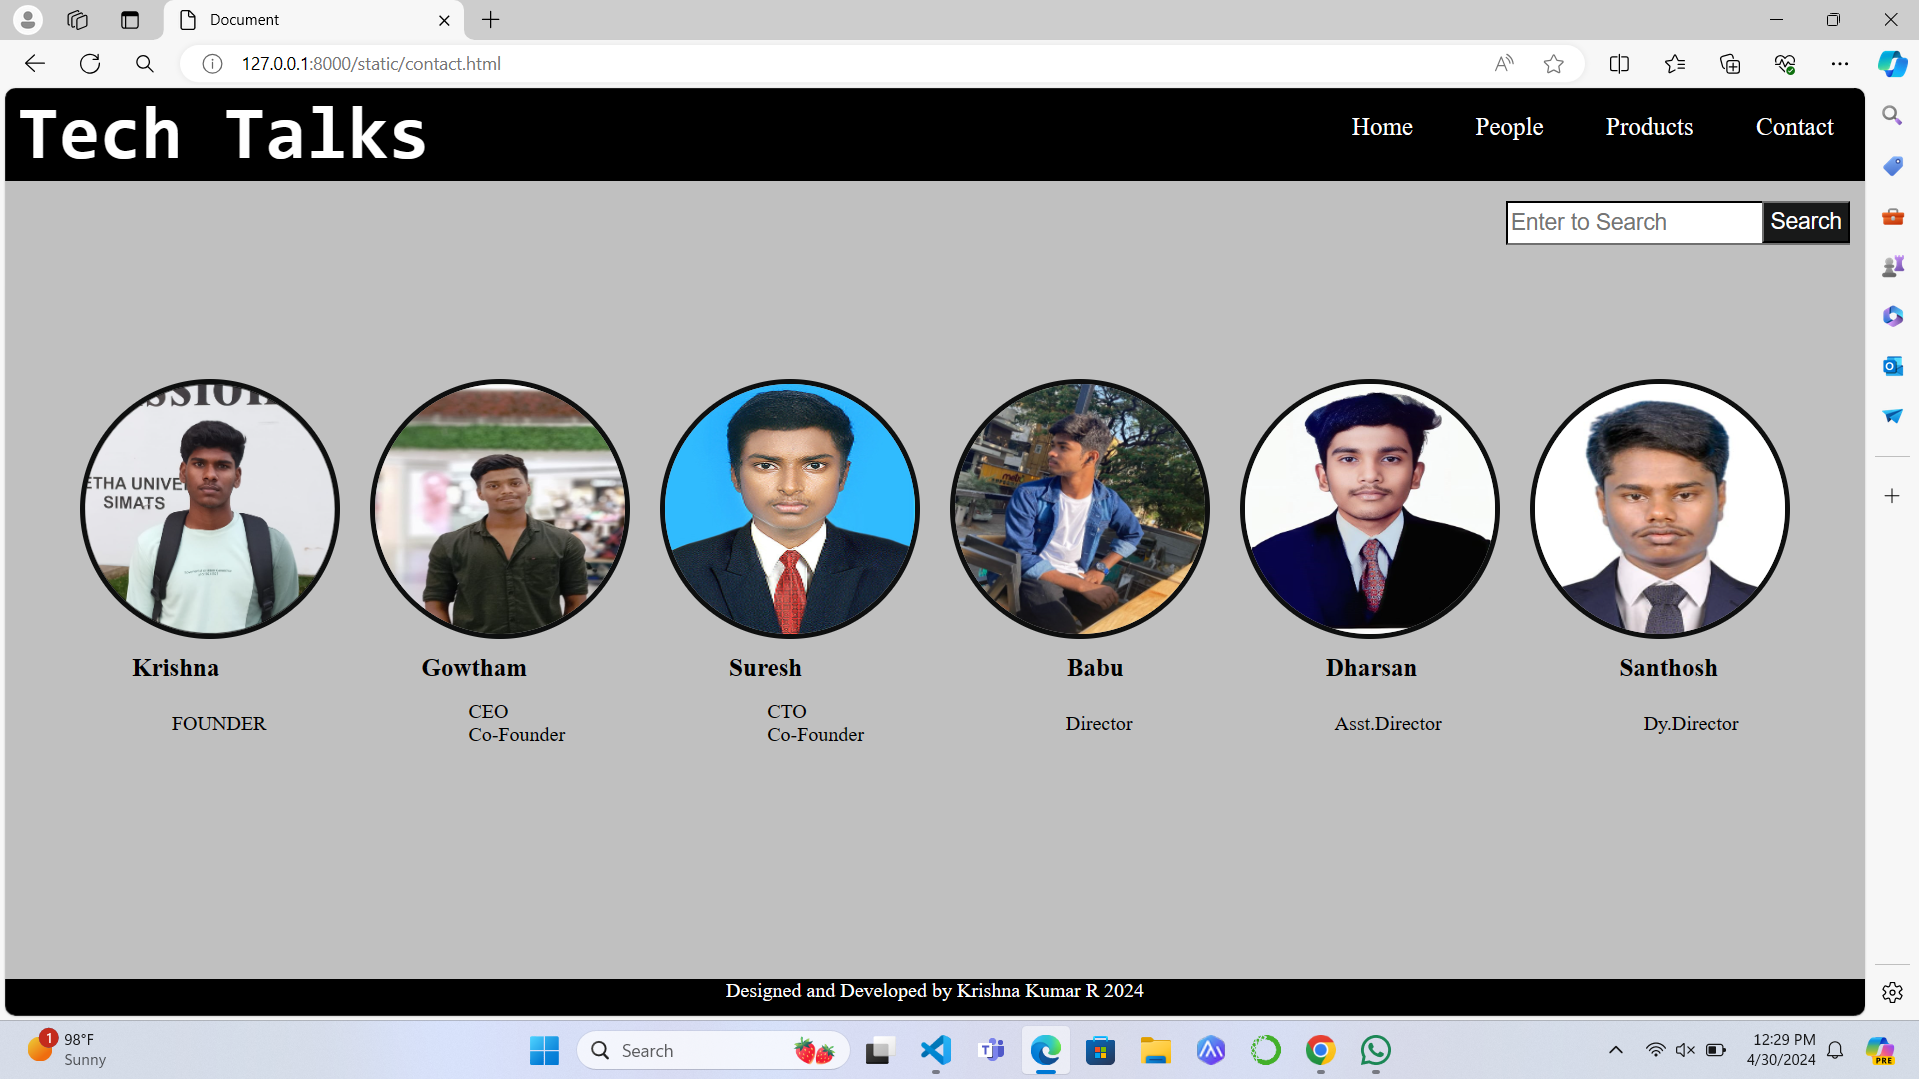 Document
127.0.0.1:8000/static/contact.html
Tech Talks
Home People Products Contact
Enter to Search Search
SSION
ETHA UNIVE
SIMATS
Krishna Gowtham Suresh Babu Dharsan Santhosh
FOUNDER
CEO
Co-Founder
CTO
Co-Founder
Director
Asst.Director
Dy.Director
Designed and Developed by Krishna Kumar R 2024
1
98°F
Sunny
Search
12:29 PM
4/30/2024
PRE